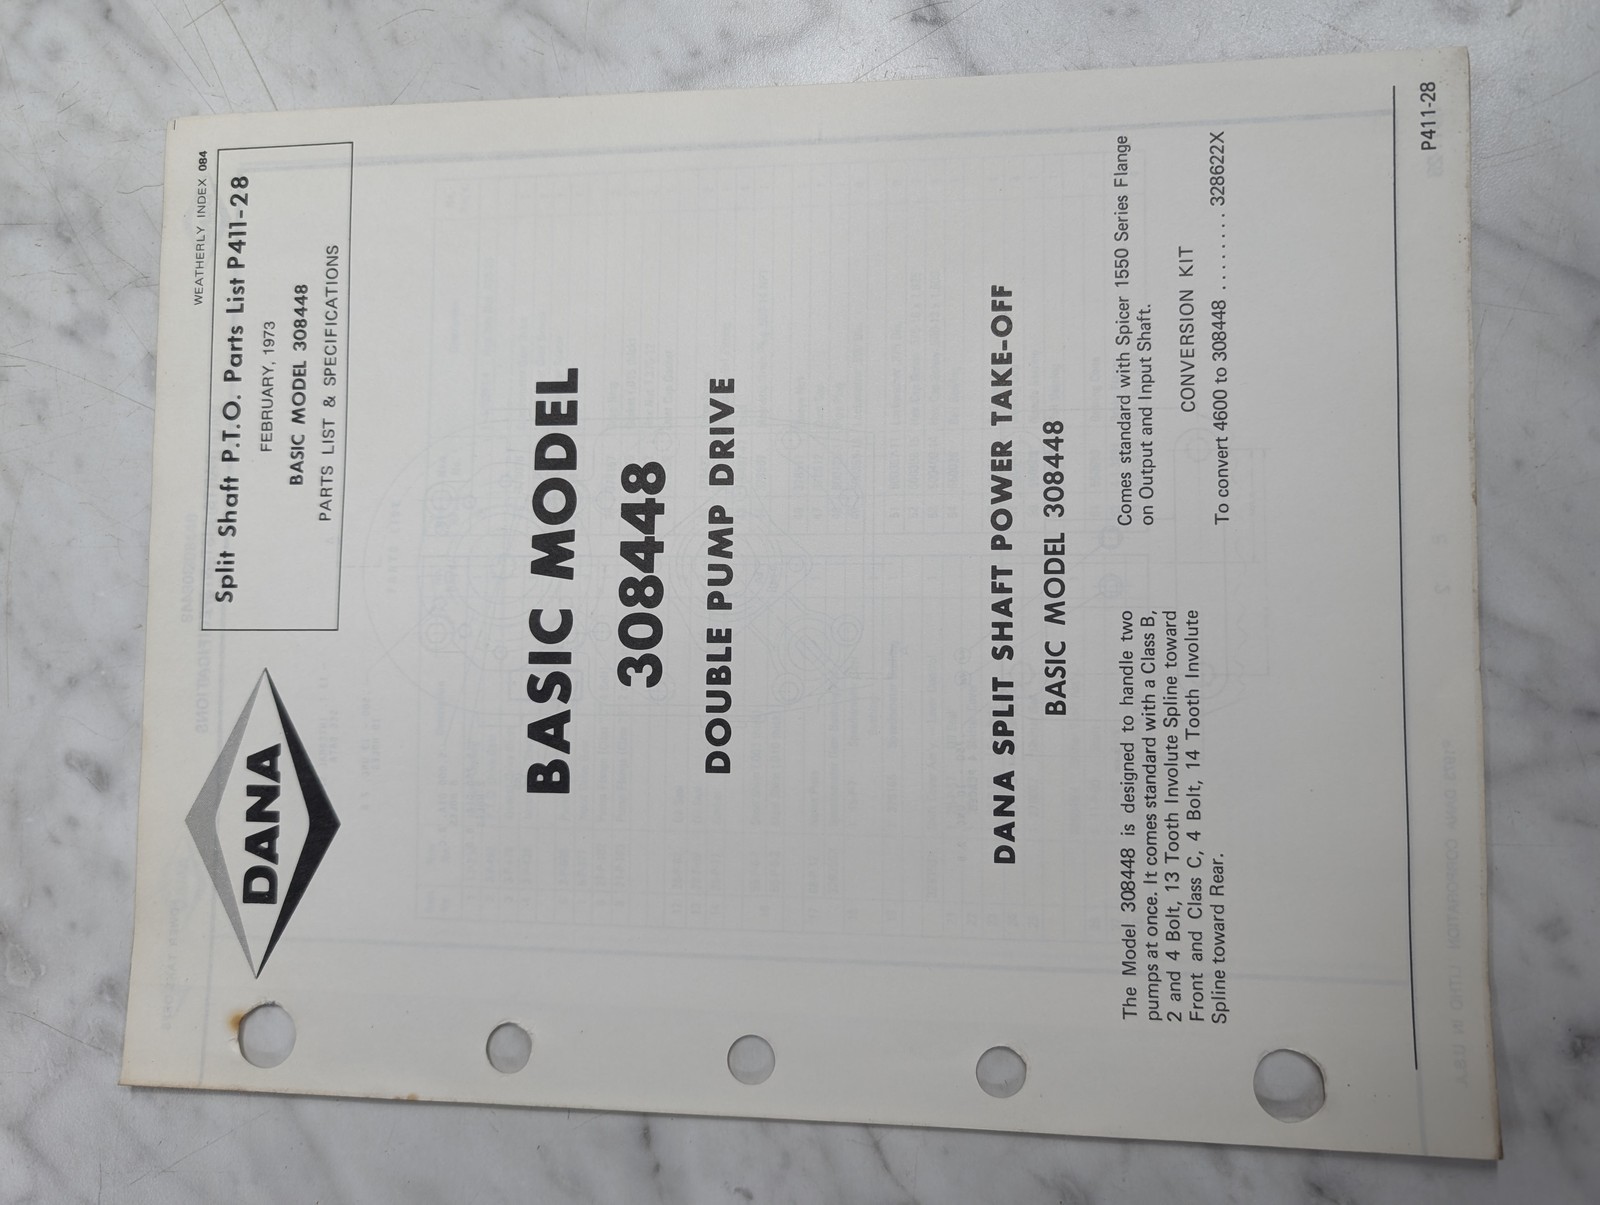 WEATHERLY INDEX 084
DANA
Split Shaft P.T.O. Parts List P411-28
FEBRUARY, 1973
BASIC MODEL 308448
PARTS LIST & SPECIFICATIONS
BASIC MODEL
308448
DOUBLE PUMP DRIVE
DANA SPLIT SHAFT POWER TAKE-OFF
BASIC MODEL 308448
The Model 308448 is designed to handle two
pumps at once. It comes standard with a Class B,
2 and 4 Bolt, 13 Tooth Involute Spline toward
Front and Class C, 4 Bolt, 14 Tooth Involute
Spline toward Rear.
Comes standard with Spicer 1550 Series Flange
on Output and Input Shaft.
CONVERSION KIT
To convert 4600 to 308448 ........ 328622X
P411-28